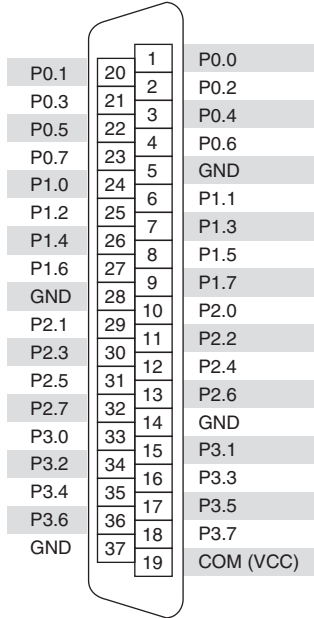 1 P0.0
P0.1 20
2 P0.2
P0.3 21
3 P0.4
P0.5 22
4 P0.6
P0.7 23
5 GND
P1.0 24
6 P1.1
P1.2 25
7 P1.3
P1.4 26
8 P1.5
P1.6 27
9 P1.7
GND 28
10 P2.0
P2.1 29
11 P2.2
P2.3 30
12 P2.4
P2.5 31
13 P2.6
P2.7 32
14 GND
P3.0 33
15 P3.1
P3.2 34
16 P3.3
P3.4 35
17 P3.5
P3.6 36
18 P3.7
GND 37
19 COM (VCC)